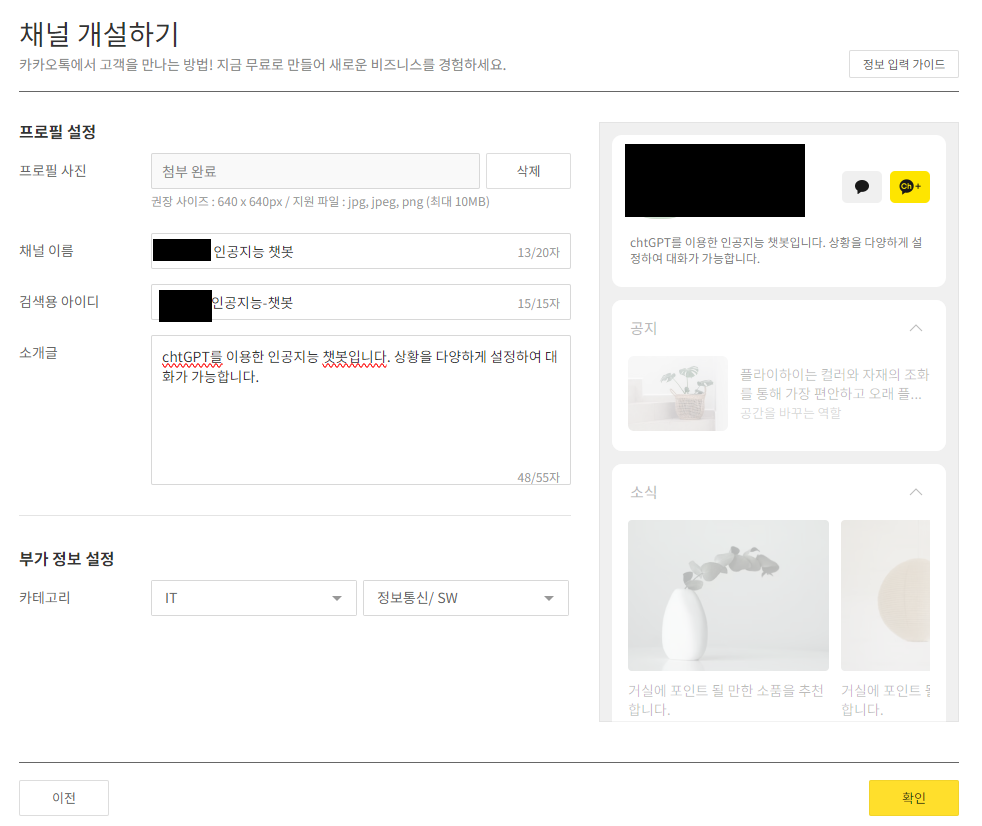 채널 개설하기
카카오톡에서 고객을 만나는 방법! 지금 무료로 만들어 새로운 비즈니스를 경험하세요.
정보 입력 가이드
프로필 설정
프로필 사진
첨부 완료
삭제
권장 사이즈 : 640 x 640px / 지원 파일 : jpg, jpeg, png (최대 10MB)
채널 이름
인공지능 챗봇
13/20자
검색용 아이디
인공지능-챗봇
15/15자
소개글
chtGPT를 이용한 인공지능 챗봇입니다. 상황을 다양하게 설정하여 대
화가 가능합니다.
48/55자
부가 정보 설정
카테고리
IT
정보통신/ SW
Ch+
chtGPT를 이용한 인공지능 챗봇입니다. 상황을 다양하게 설
정하여 대화가 가능합니다.
공지
플라이하이는 컬러와 자재의 조화
를 통해 가장 편안하고 오래 플...
공간을 바꾸는 역할
소식
거실에 포인트 될 만한 소품을 추천
합니다.
거실에 포인트
합니다.
이전
확인